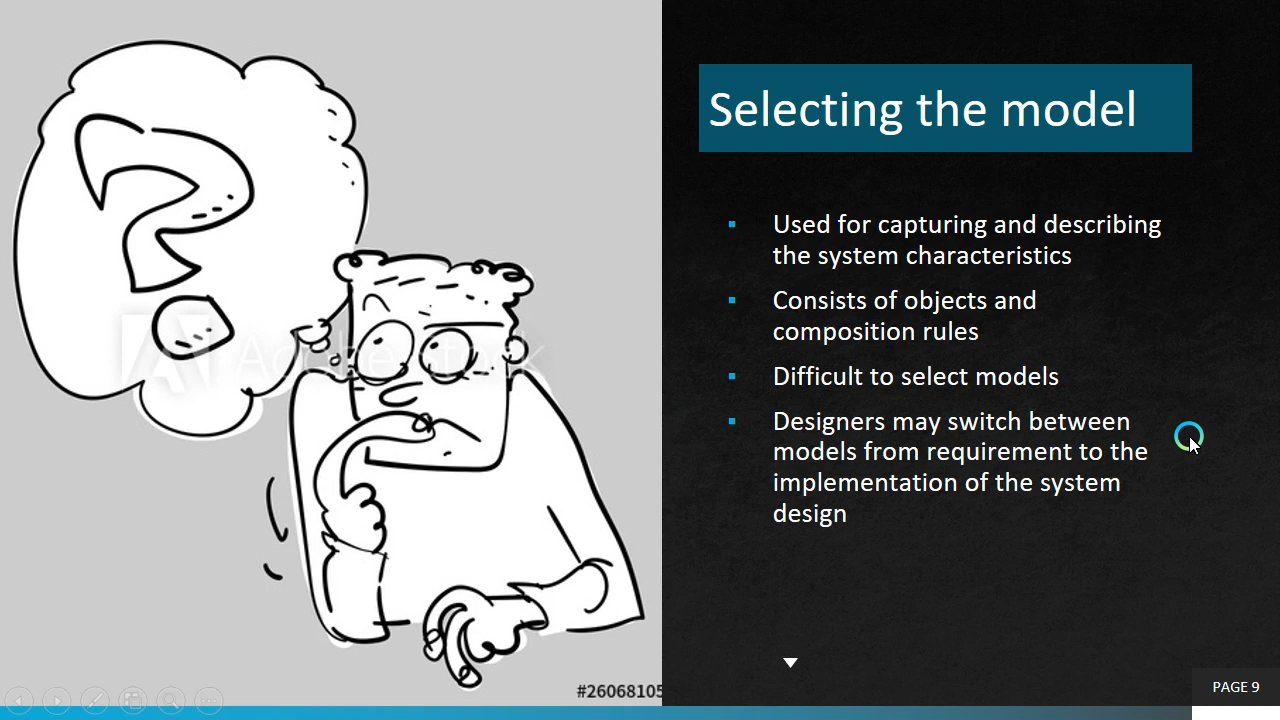 Selecting the model
Used for capturing and describing
the system characteristics
Consists of objects and
composition rules
Difficult to select models
Designers may switch between
models from requirement to the
implementation of the system
design
Adobe Stock
#26068105
PAGE 9